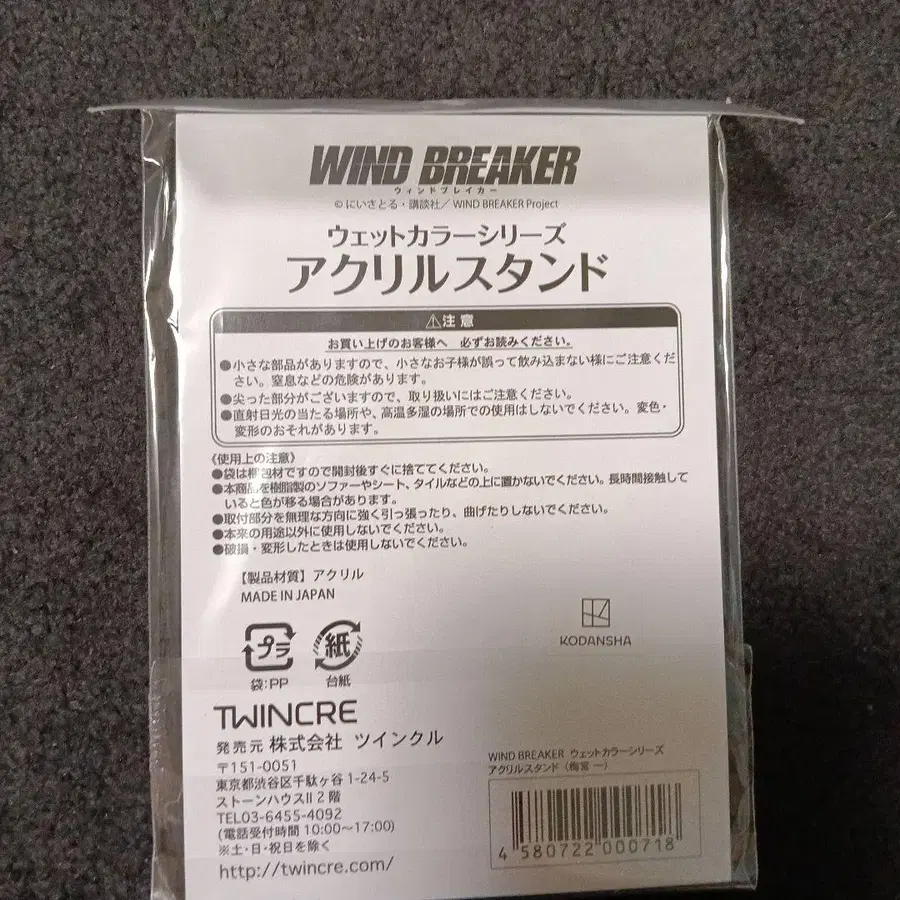 WIND BREAKER
ウィンドブレイカー
© にいさとる・講談社／WIND BREAKER Project
ウェットカラーシリーズ
アクリルスタンド
⚠注意
お買い上げのお客様へ 必ずお読みください。
●小さな部品がありますので、小さなお子様が誤って飲み込まない様にご注意くだ
さい。窒息などの危険があります。
●尖った部分がございますので、取り扱いにはご注意ください。
●直射日光の当たる場所や、高温多湿の場所での使用はしないでください。変色・
変形のおそれがあります。
《使用上の注意》
●袋は梱包材ですので開封後すぐに捨ててください。
●本商品を樹脂製のソファーやシート、タイルなどの上に置かないでください。長時間接触して
いると色が移る場合があります。
●取付部分を無理な方向に強く引っ張ったり、曲げたりしないでください。
●本来の用途以外に使用しないでください。
●破損・変形したときは使用しないでください。
【製品材質】アクリル
MADE IN JAPAN
プラ
紙
袋:PP
台紙
KODANSHA
TWINCRE
発売元 株式会社 ツインクル
〒151-0051
東京都渋谷区千駄ヶ谷 1-24-5
ストーンハウスII 2 階
TEL03-6455-4092
(電話受付時間 10:00〜17:00)
※土・日・祝日を除く
http://twincre.com/
WIND BREAKER ウェットカラーシリーズ
アクリルスタンド（梅宮 一）
4 580722 000718